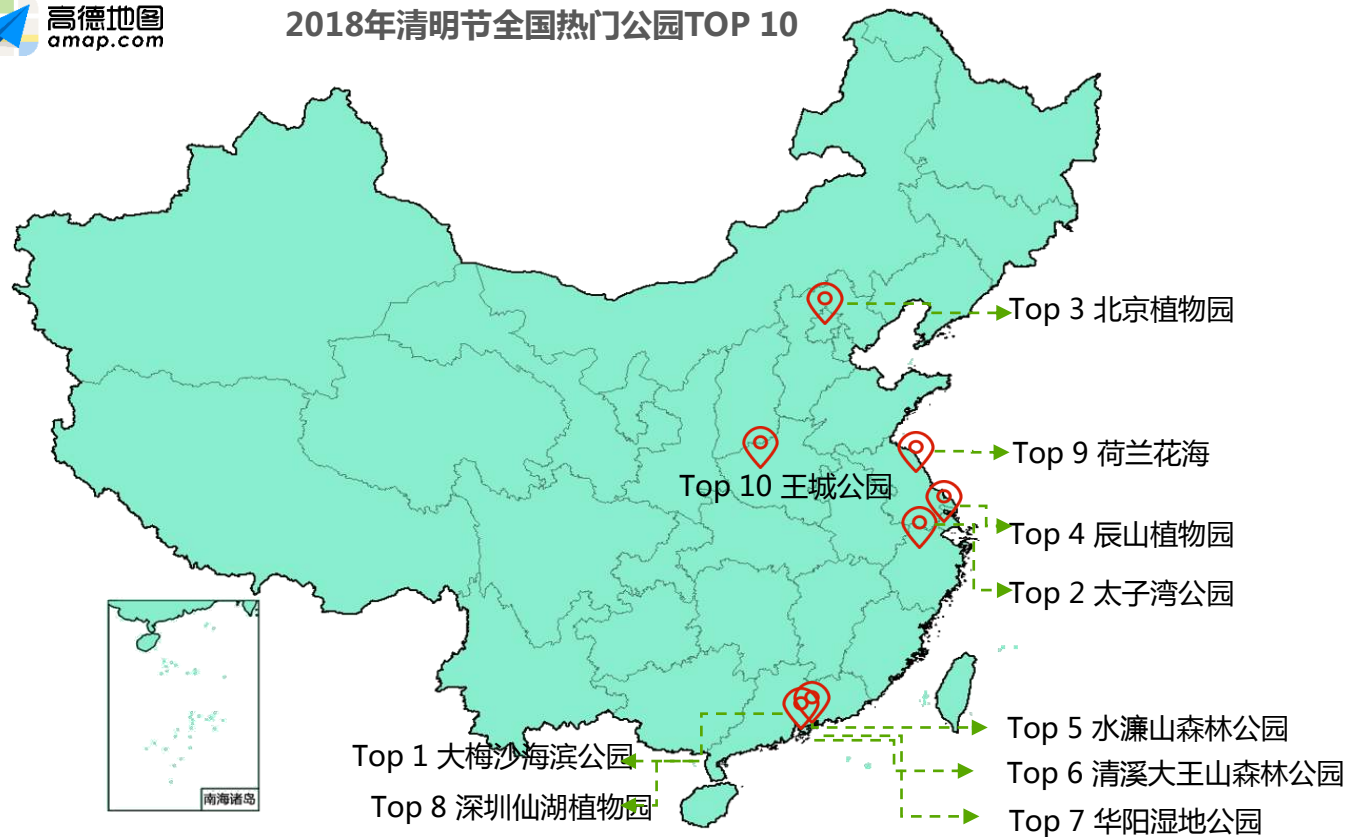 高德地图
amap.com
2018年清明节全国热门公园TOP 10
Top 3 北京植物园
Top 9 荷兰花海
Top 10 王城公园
Top 4 辰山植物园
Top 2 太子湾公园
Top 5 水濂山森林公园
Top 1 大梅沙海滨公园
Top 6 清溪大王山森林公园
Top 8 深圳仙湖植物园
Top 7 华阳湿地公园
南海诸岛